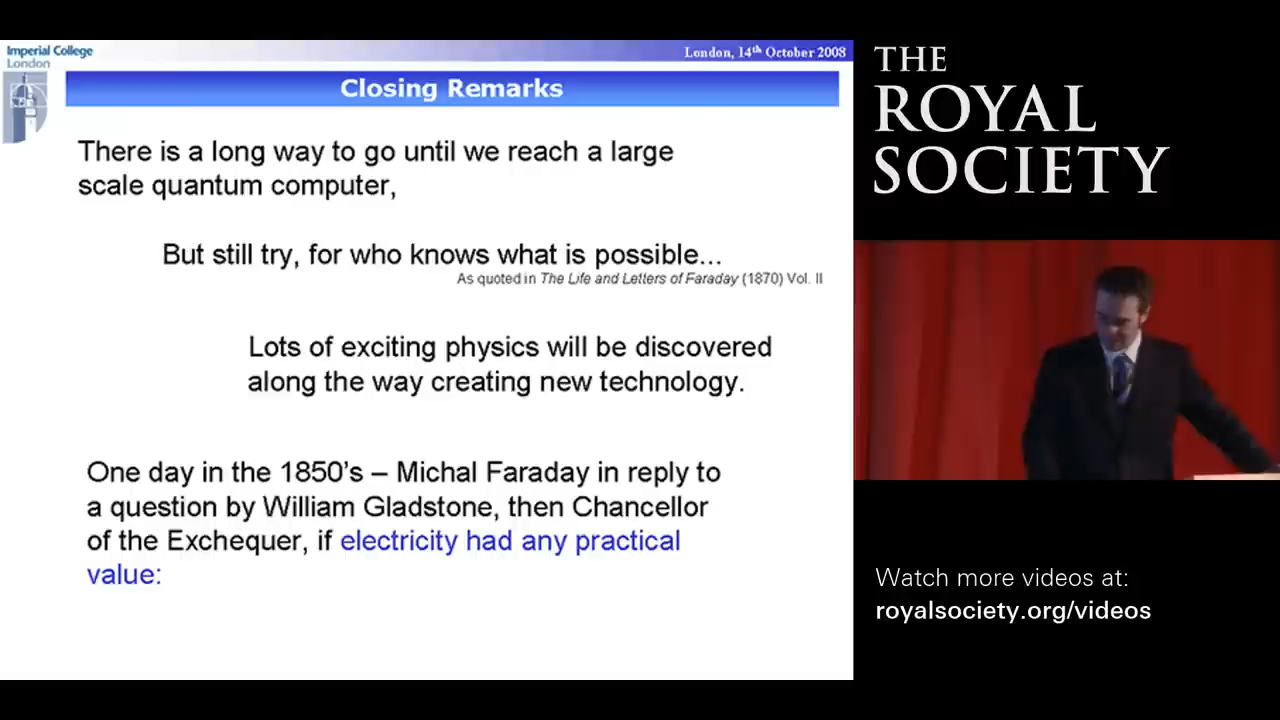 Imperial College
London
London, 14th October 2008
Closing Remarks
There is a long way to go until we reach a large
scale quantum computer,
But still try, for who knows what is possible...
As quoted in The Life and Letters of Faraday (1870) Vol. II
Lots of exciting physics will be discovered
along the way creating new technology.
One day in the 1850's – Michal Faraday in reply to
a question by William Gladstone, then Chancellor
of the Exchequer, if electricity had any practical
value:
THE
ROYAL
SOCIETY
Watch more videos at:
royalsociety.org/videos